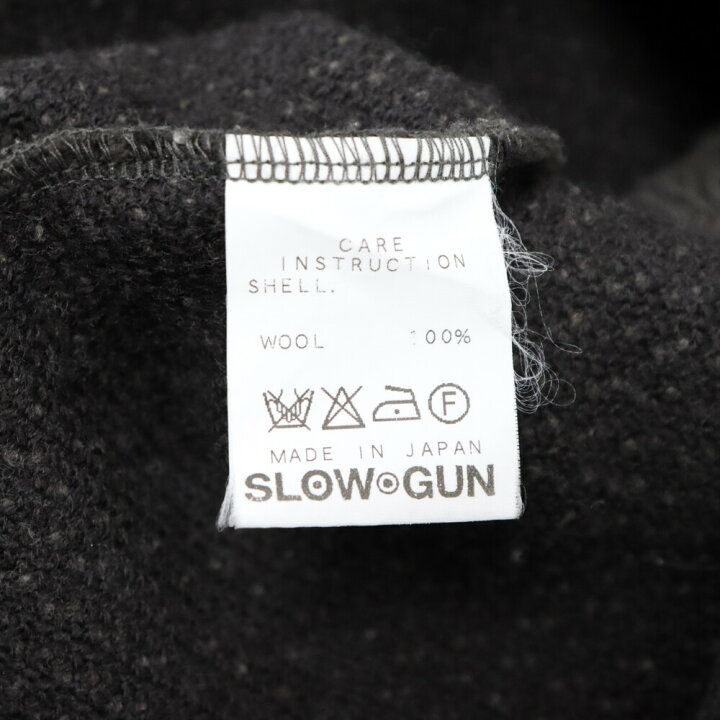 CARE
INSTRUCTION
SHELL.
WOOL 100%
F
MADE IN JAPAN
SLOW GUN